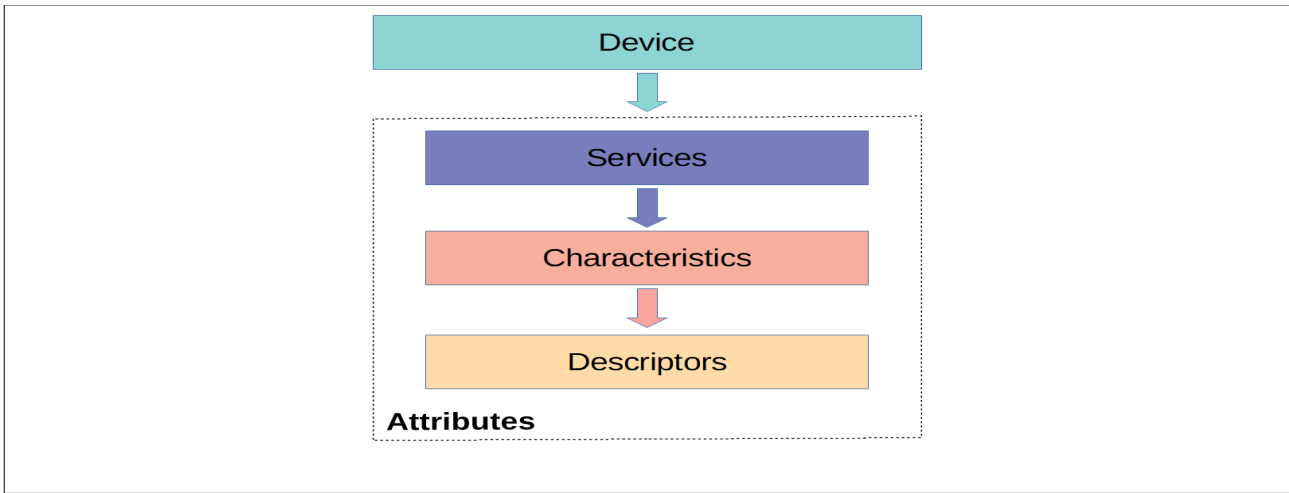 Device
Services
Characteristics
Descriptors
Attributes